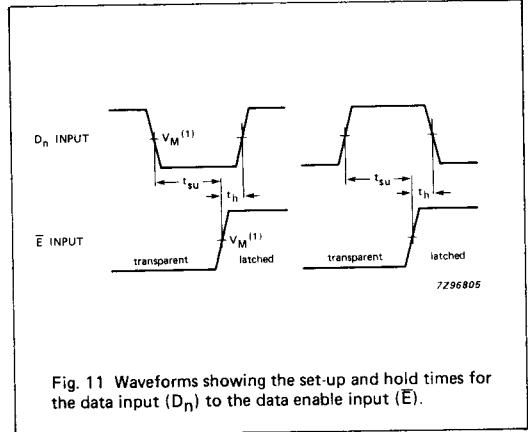 Dn INPUT
VM(1)
tsu
th
E̅ INPUT
VM(1)
transparent
latched
tsu
th
transparent
latched
7Z96805
Fig. 11 Waveforms showing the set-up and hold times for
the data input (Dn) to the data enable input (E̅).